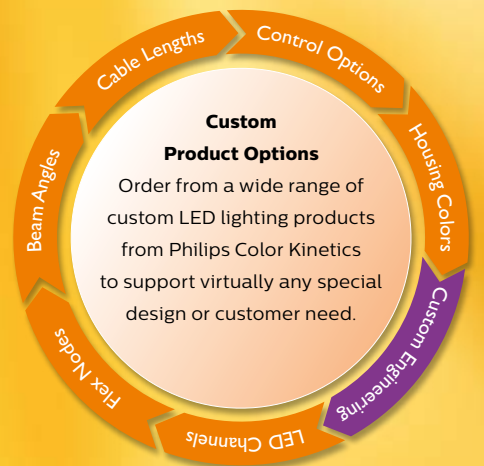 Cable Lengths
Control Options
Housing Colors
Custom Engineering
LED Channels
Flex Nodes
Beam Angles
Custom
Product Options
Order from a wide range of
custom LED lighting products
from Philips Color Kinetics
to support virtually any special
design or customer need.